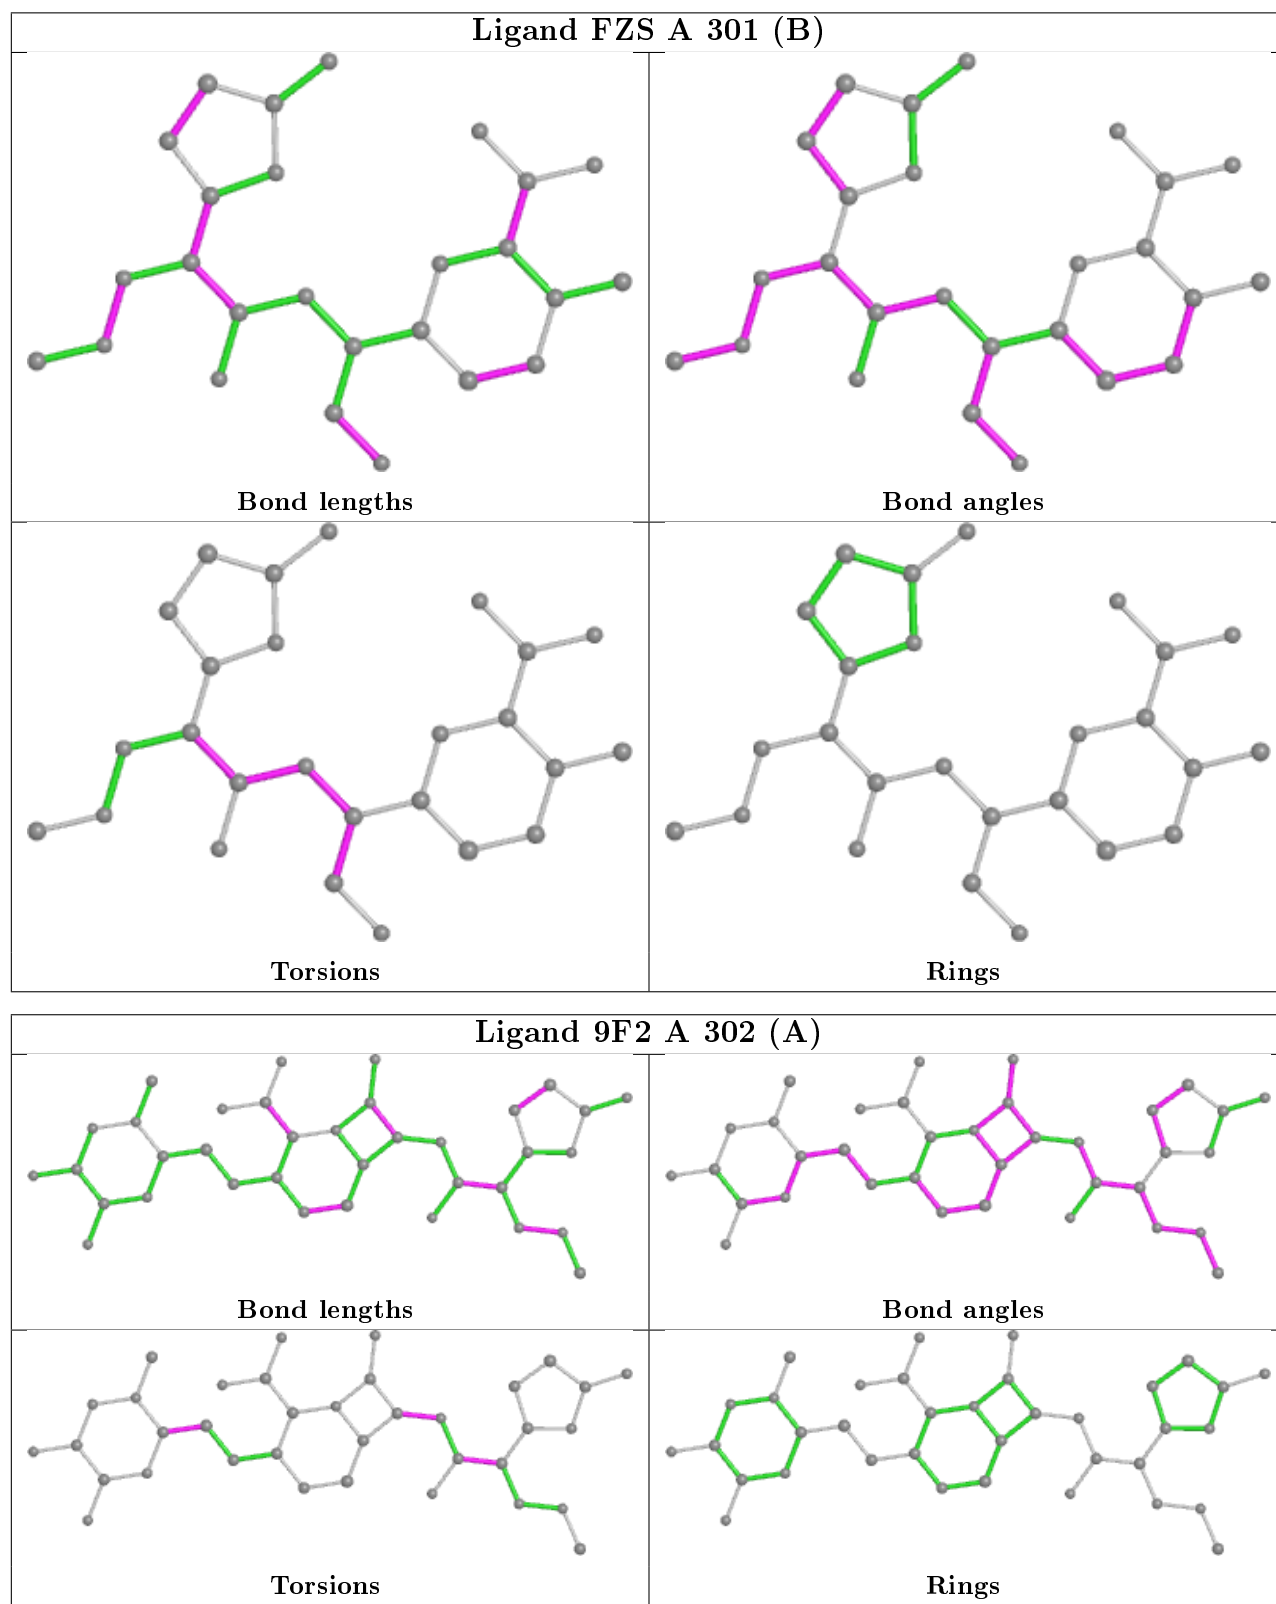 Ligand FZS A 301 (B)
Bond lengths
Bond angles
Torsions
Rings
Ligand 9F2 A 302 (A)
Bond lengths
Bond angles
Torsions
Rings